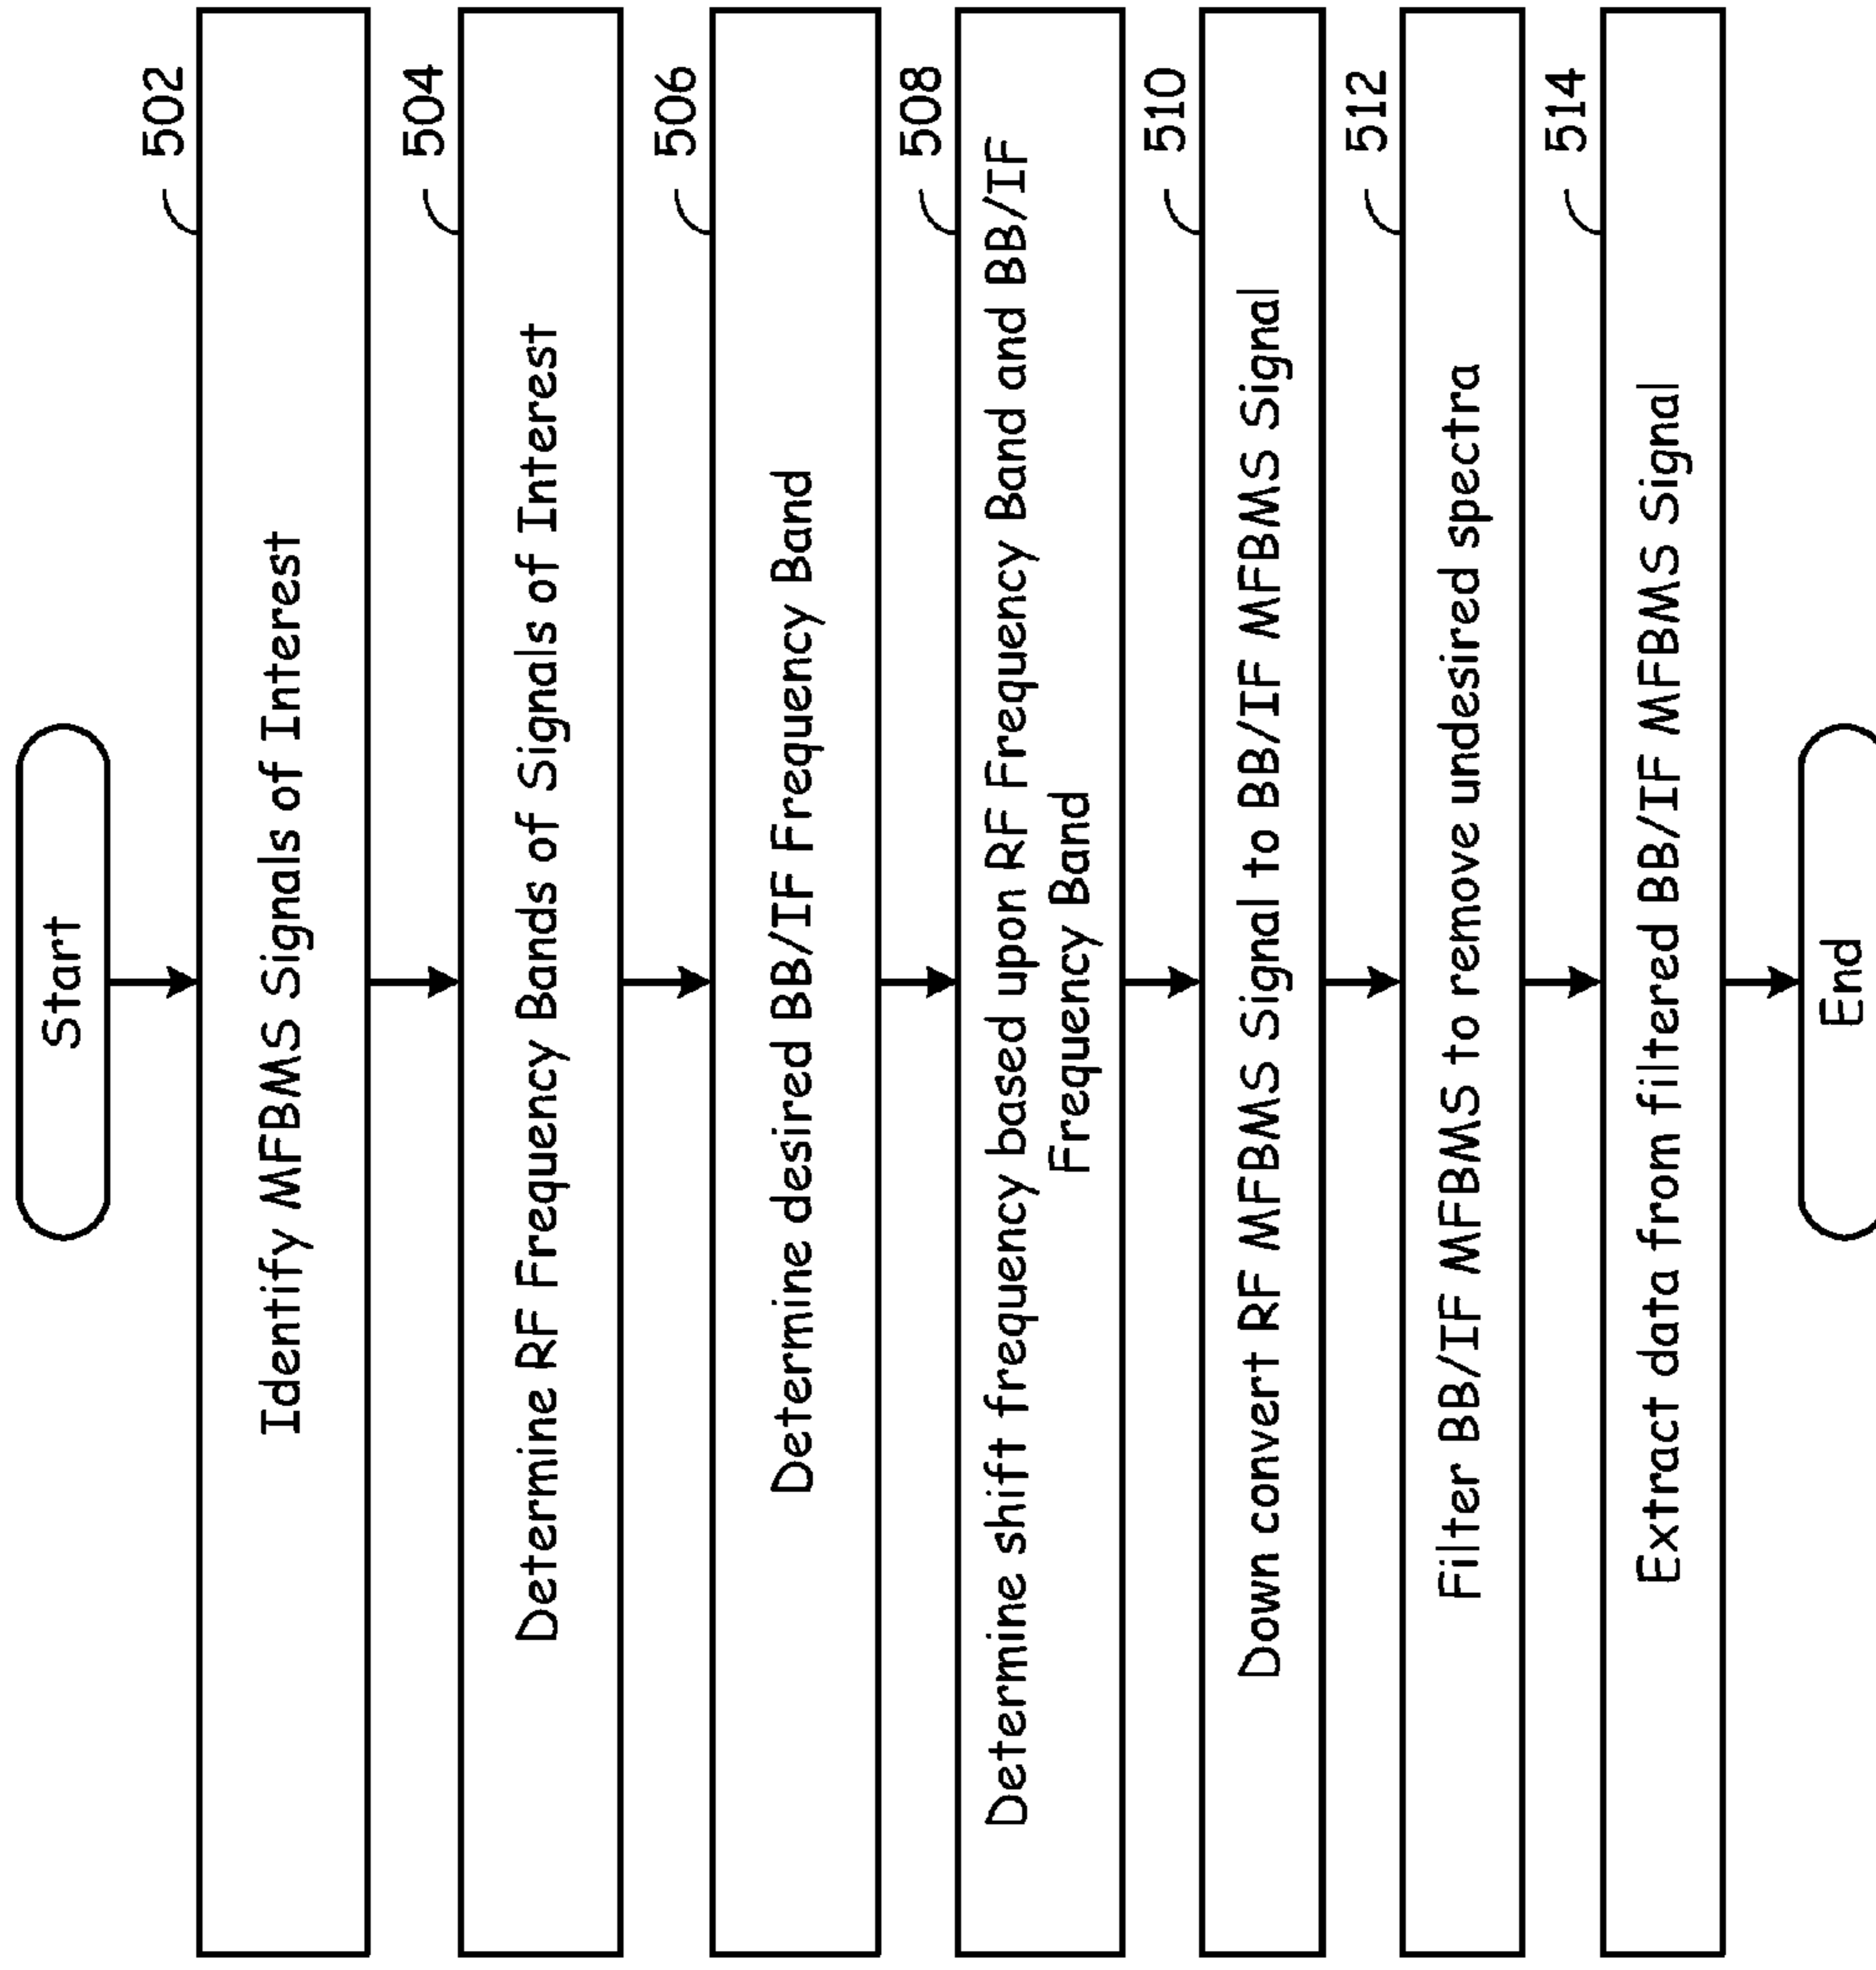 Start
502
Identify MFBMS Signals of Interest
504
Determine RF Frequency Bands of Signals of Interest
506
Determine desired BB/IF Frequency Band
508
Determine shift frequency based upon RF Frequency Band and BB/IF
Frequency Band
510
Down convert RF MFBMS Signal to BB/IF MFBMS Signal
512
Filter BB/IF MFBMS to remove undesired spectra
514
Extract data from filtered BB/IF MFBMS Signal
End